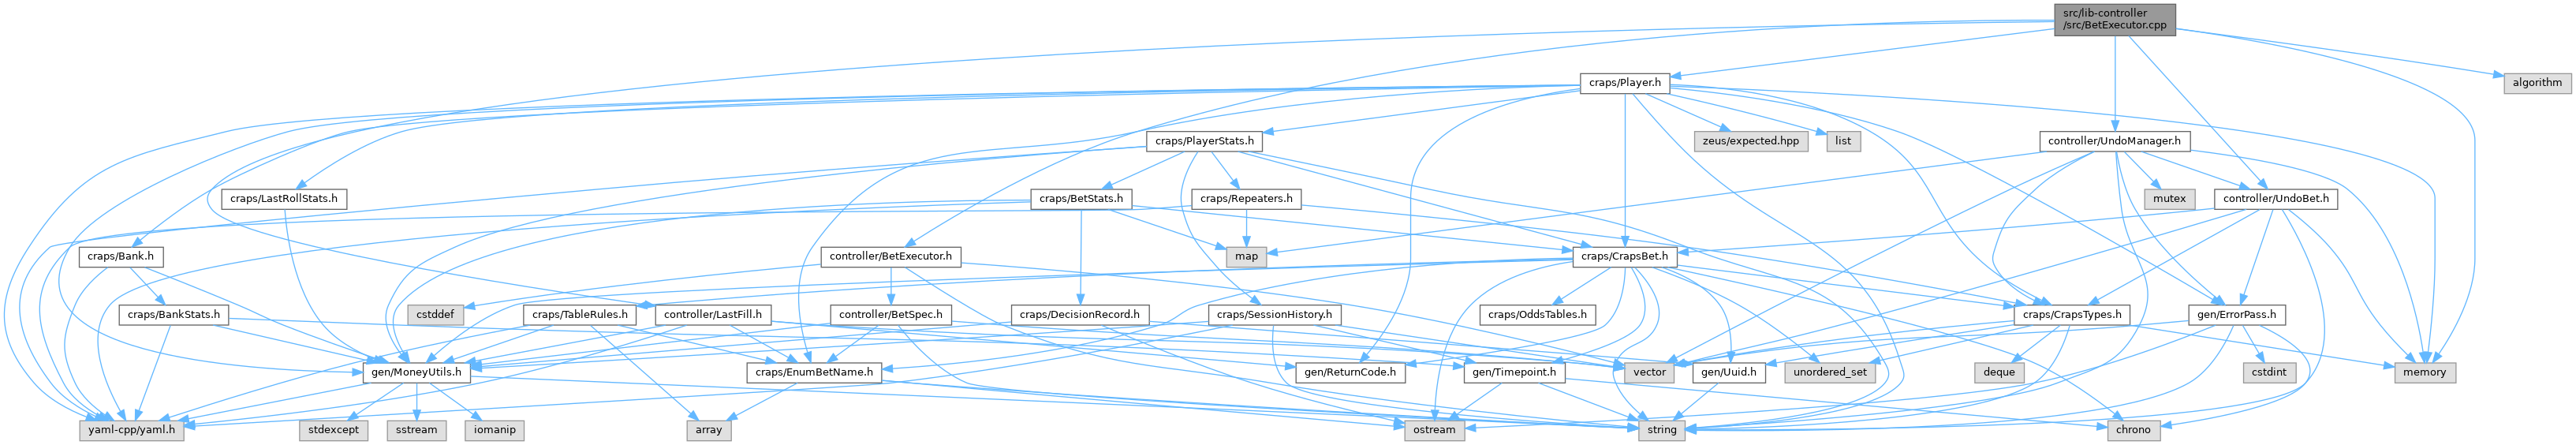 src/lib-controller
/src/BetExecutor.cpp
craps/Player.h
algorithm
craps/PlayerStats.h
zeus/expected.hpp
list
controller/UndoManager.h
craps/LastRollStats.h
craps/BetStats.h
craps/Repeaters.h
mutex
controller/UndoBet.h
craps/Bank.h
controller/BetExecutor.h
map
craps/CrapsBet.h
craps/BankStats.h
cstddef
craps/TableRules.h
controller/LastFill.h
controller/BetSpec.h
craps/DecisionRecord.h
craps/SessionHistory.h
craps/OddsTables.h
craps/CrapsTypes.h
gen/ErrorPass.h
gen/MoneyUtils.h
craps/EnumBetName.h
gen/ReturnCode.h
gen/Timepoint.h
vector
gen/Uuid.h
unordered_set
deque
cstdint
memory
yaml-cpp/yaml.h
stdexcept
sstream
iomanip
array
ostream
string
chrono